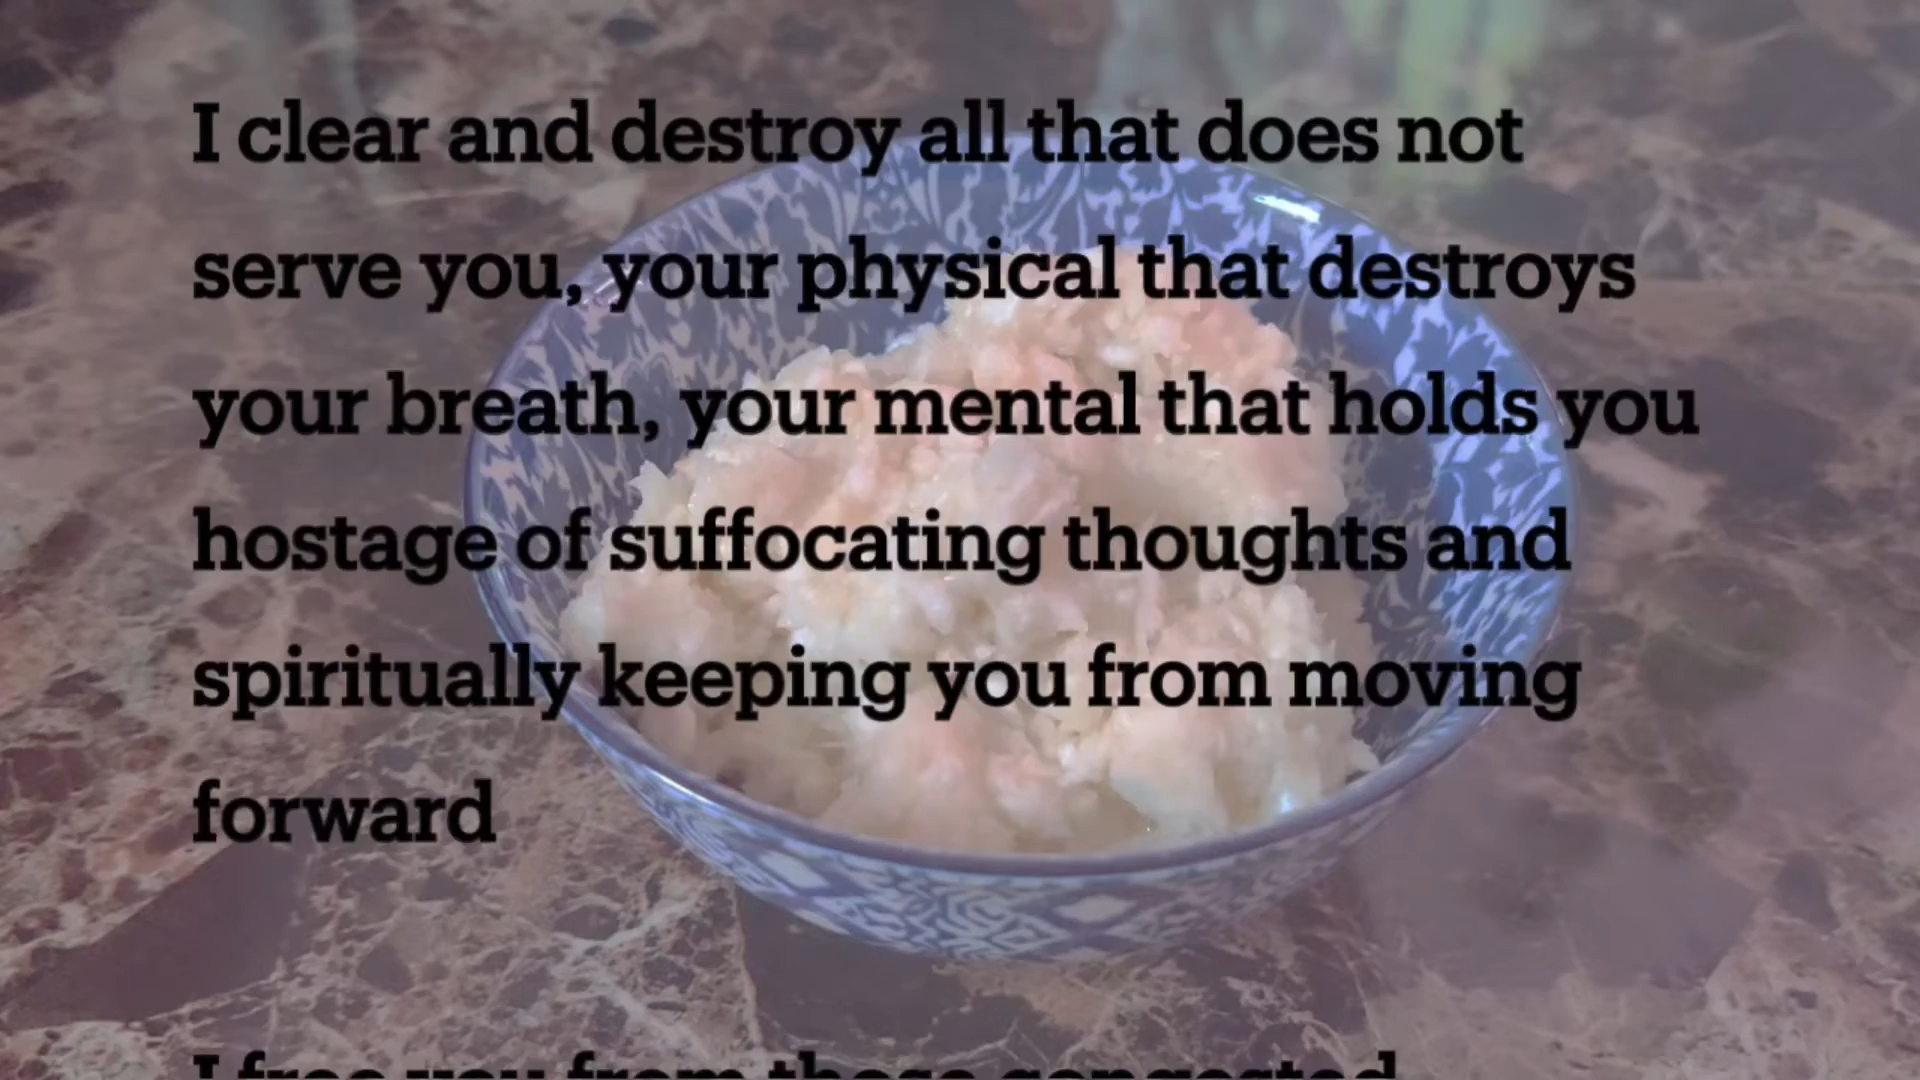 I clear and destroy all that does not
serve you, your physical that destroys
your breath, your mental that holds you
hostage of suffocating thoughts and
spiritually keeping you from moving
forward
I free you from those congested